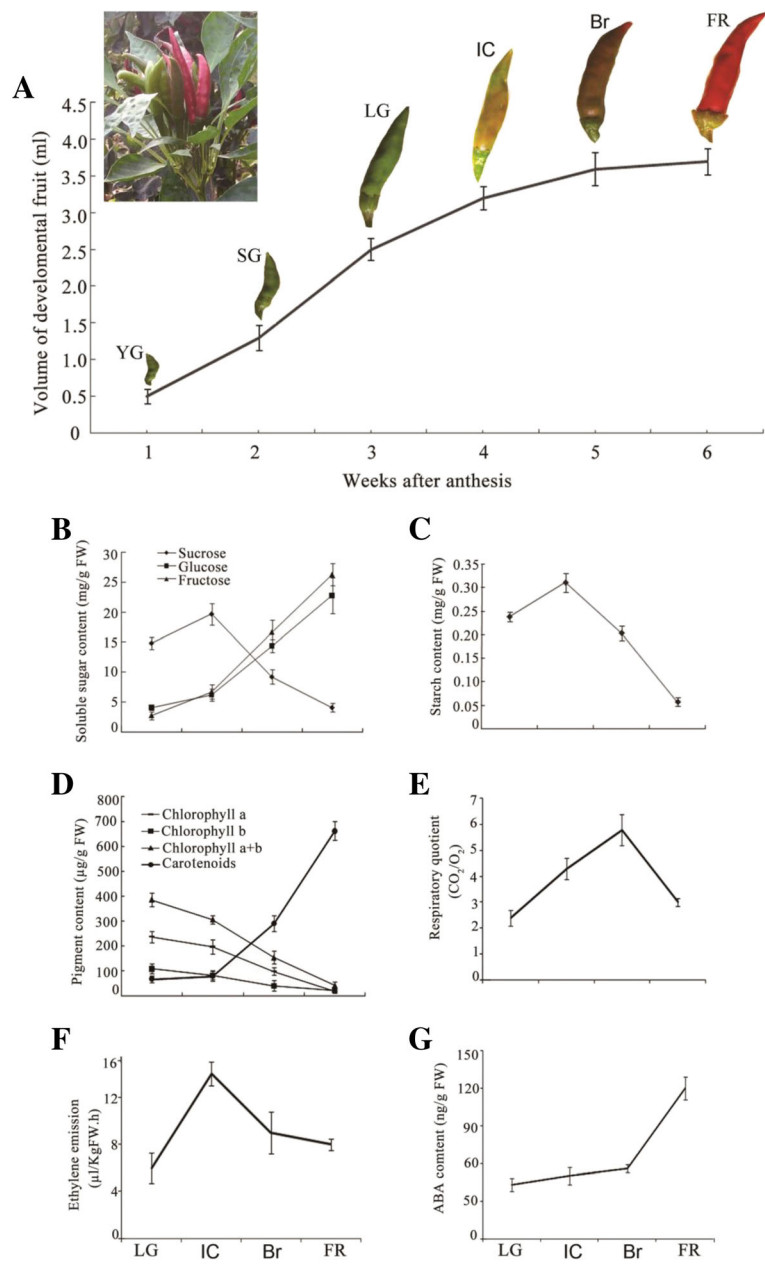 A
Volume of develomental fruit (ml)
4.5
4.0
3.5
3.0
2.5
2.0
1.5
1.0
0.5
0
YG
SG
LG
IC
Br
FR
1 2 3 4 5 6
Weeks after anthesis
B
Soluble sugar content (mg/g FW)
30
25
20
15
10
5
0
Sucrose
Glucose
Fructose
C
Starch content (mg/g FW)
0.35
0.30
0.25
0.20
0.15
0.10
0.05
0
D
Pigment content (μg/g FW)
800
700
600
500
400
300
200
100
0
Chlorophyll a
Chlorophyll b
Chlorophyll a+b
Carotenoids
E
Respiratory quotient
(CO₂/O₂)
7
6
5
4
3
2
1
0
F
Ethylene emission
(μl/KgFW.h)
16
12
8
4
0
LG IC Br FR
G
ABA comtent (ng/g FW)
150
120
60
50
0
LG IC Br FR